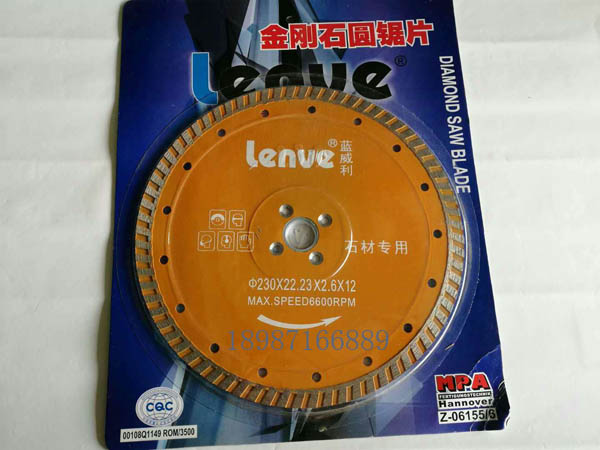 金刚石圆锯片
Lenve®
DIAMOND SAW BLADE
Lenve®
蓝威利
石材专用
Φ230X22.23X2.6X12
MAX.SPEED6600RPM
18987166889
CQC
00108Q1149 ROM/3500
MPA
FERTIGUNGSTECHNIK
Hannover
Z-06155/6